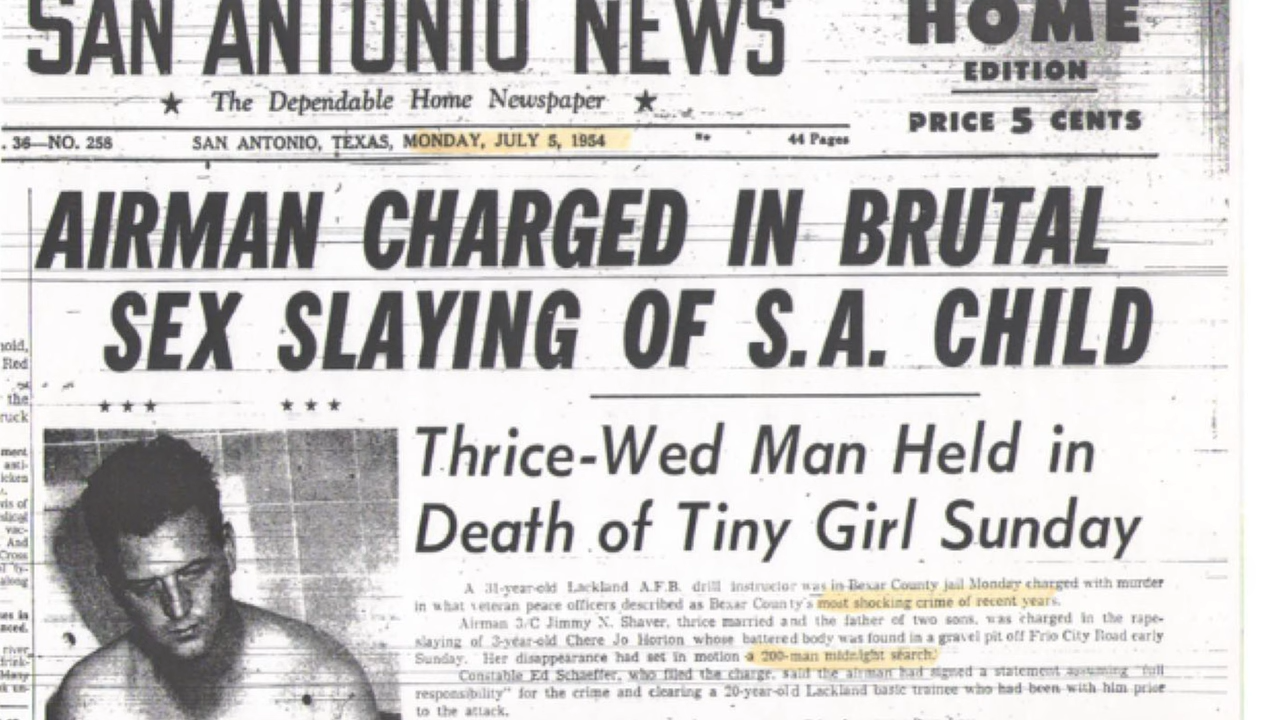 SAN ANTONIO NEWS
★ The Dependable Home Newspaper ★
HOME
EDITION
PRICE 5 CENTS
. 36—NO. 258 SAN ANTONIO, TEXAS, MONDAY, JULY 5, 1954 44 Pages
AIRMAN CHARGED IN BRUTAL
SEX SLAYING OF S.A. CHILD
★ ★ ★ ★ ★ ★
Thrice-Wed Man Held in
Death of Tiny Girl Sunday
A 31-year-old Lackland A.F.B. drill instructor was in Bexar County jail Monday charged with murder
in what veteran peace officers described as Bexar County's most shocking crime of recent years.
Airman 3/C Jimmy N. Shaver, thrice married and the father of two sons, was charged in the rape-
slaying of 3-year-old Chere Jo Horton whose battered body was found in a gravel pit off Frio City Road early
Sunday. Her disappearance had set in motion a 200-man midnight search.
Constable Ed Schaeffer, who filed the charge, said the airman had signed a statement assuming "full
responsibility" for the crime and clearing a 20-year-old Lackland basic trainee who had been with him prior
to the attack.
Red
the
ment
And
Cross
along
river